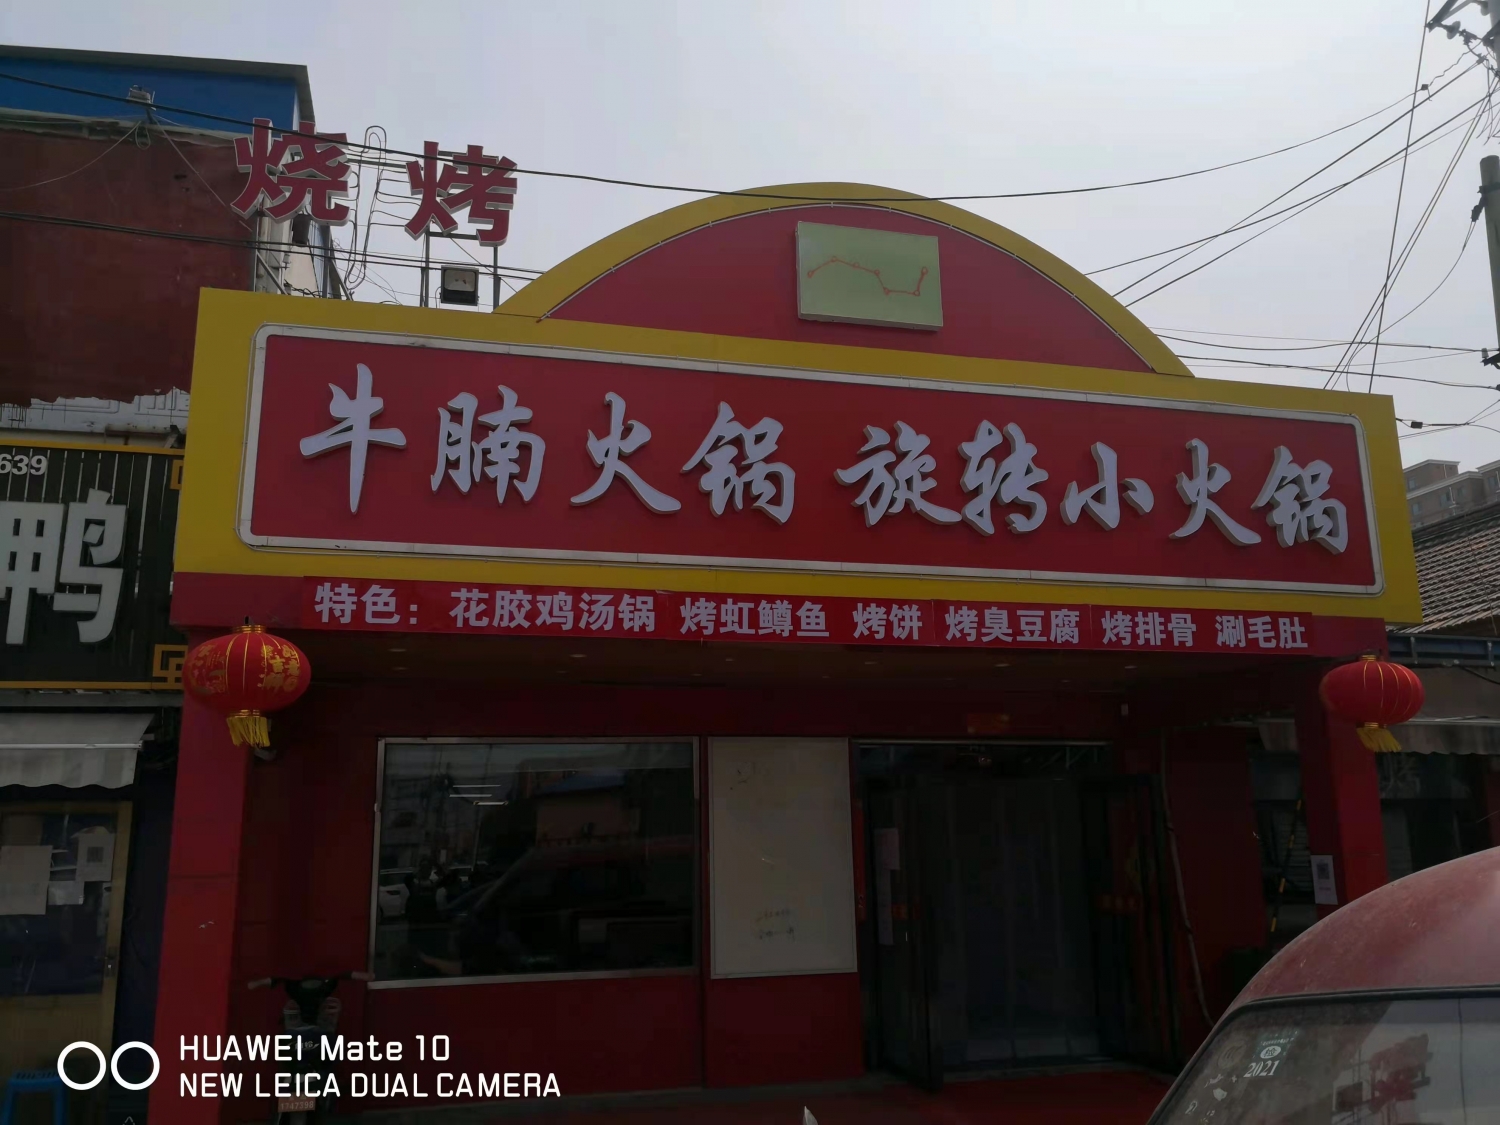 烧烤
639
鸭
牛腩火锅 旋转小火锅
特色：花胶鸡汤锅 烤虹鳟鱼 烤饼 烤臭豆腐 烤排骨 涮毛肚
2021
HUAWEI Mate 10
NEW LEICA DUAL CAMERA